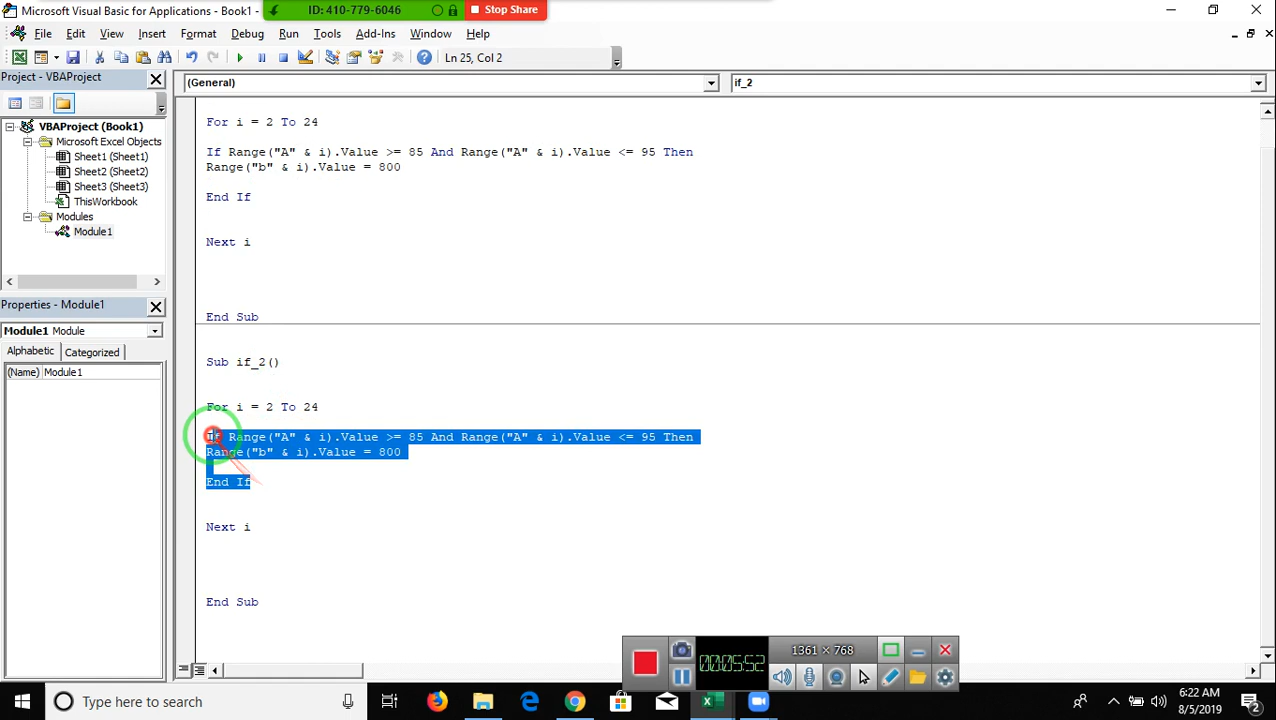 Microsoft Visual Basic for Applications - Book1 -
ID: 410-779-6046
Stop Share
File Edit View Insert Format Debug Run Tools Add-Ins Window Help
Ln 25, Col 2
Project - VBAProject
(General)
if_2
VBAProject (Book1)
Microsoft Excel Objects
Sheet1 (Sheet1)
Sheet2 (Sheet2)
Sheet3 (Sheet3)
ThisWorkbook
Modules
Module1
Properties - Module1
Module1 Module
Alphabetic Categorized
(Name) Module1
For i = 2 To 24
If Range("A" & i).Value >= 85 And Range("A" & i).Value <= 95 Then
Range("b" & i).Value = 800
End If
Next i
End Sub
Sub if_2()
For i = 2 To 24
If Range("A" & i).Value >= 85 And Range("A" & i).Value <= 95 Then
Range("b" & i).Value = 800
End If
Next i
End Sub
00:05:52
1361 × 768
Type here to search
6:22 AM
8/5/2019
2